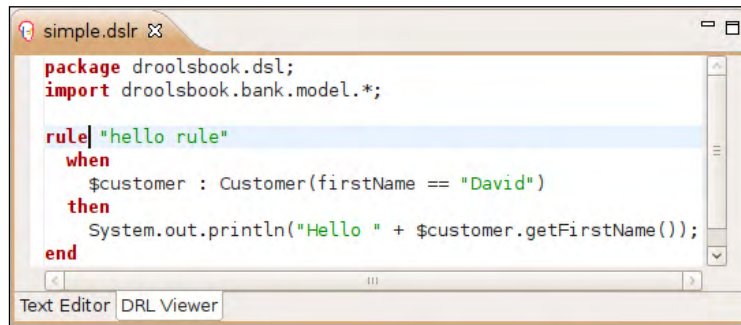 simple.dslr
package droolsbook.dsl;
import droolsbook.bank.model.*;
rule "hello rule"
when
$customer : Customer(firstName == "David")
then
System.out.println("Hello " + $customer.getFirstName());
end
Text Editor DRL Viewer